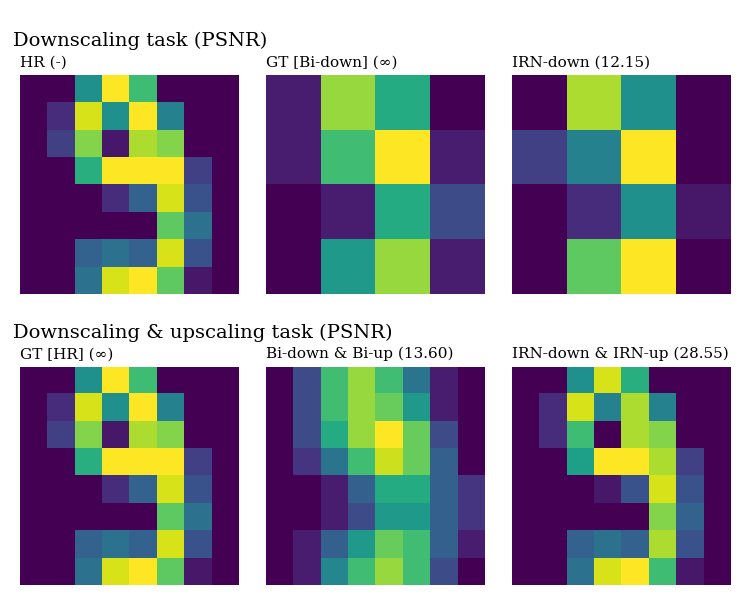 Downscaling task (PSNR)
HR (-)
GT [Bi-down] (∞)
IRN-down (12.15)
Downscaling & upscaling task (PSNR)
GT [HR] (∞)
Bi-down & Bi-up (13.60)
IRN-down & IRN-up (28.55)